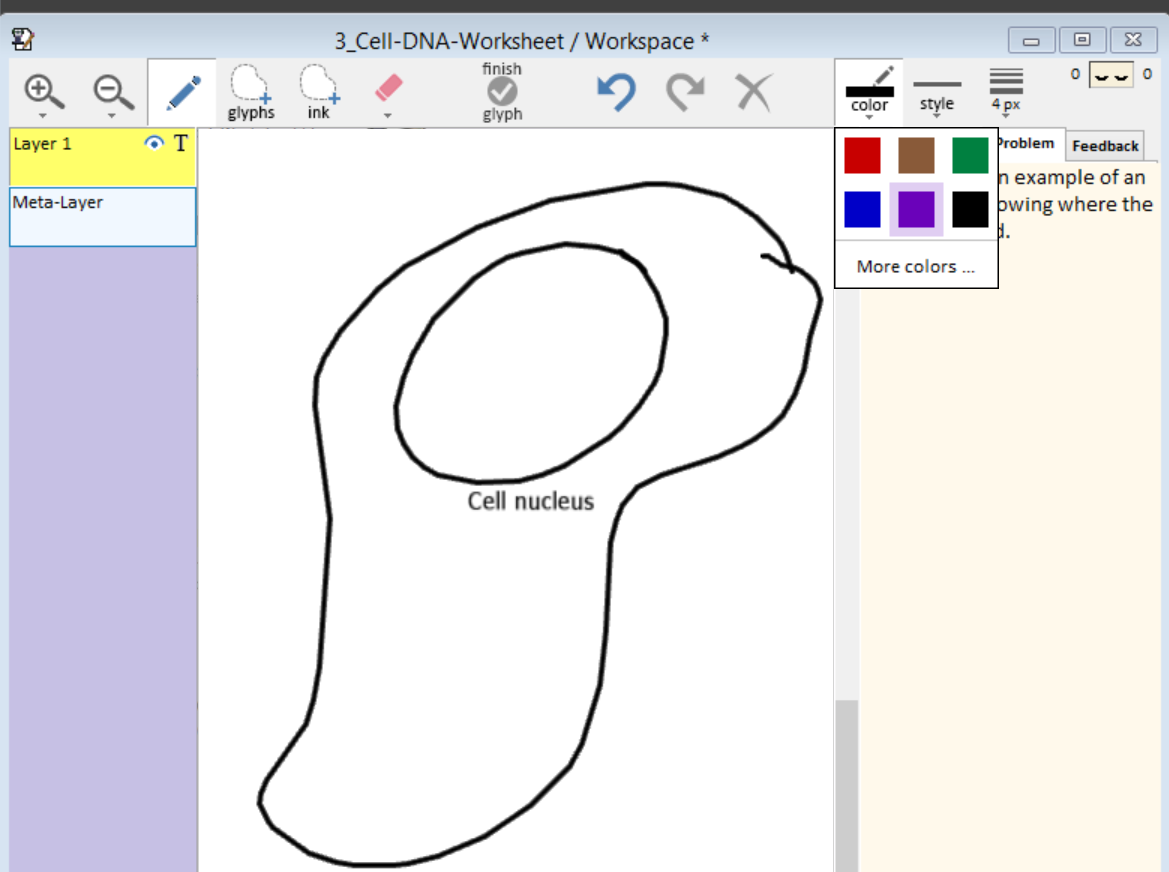 3_Cell-DNA-Worksheet / Workspace *
glyphs
ink
finish
glyph
color
style
4 px
0
0
Layer 1 T
Meta-Layer
Problem
Feedback
n example of an
owing where the
d.
More colors ...
Cell nucleus